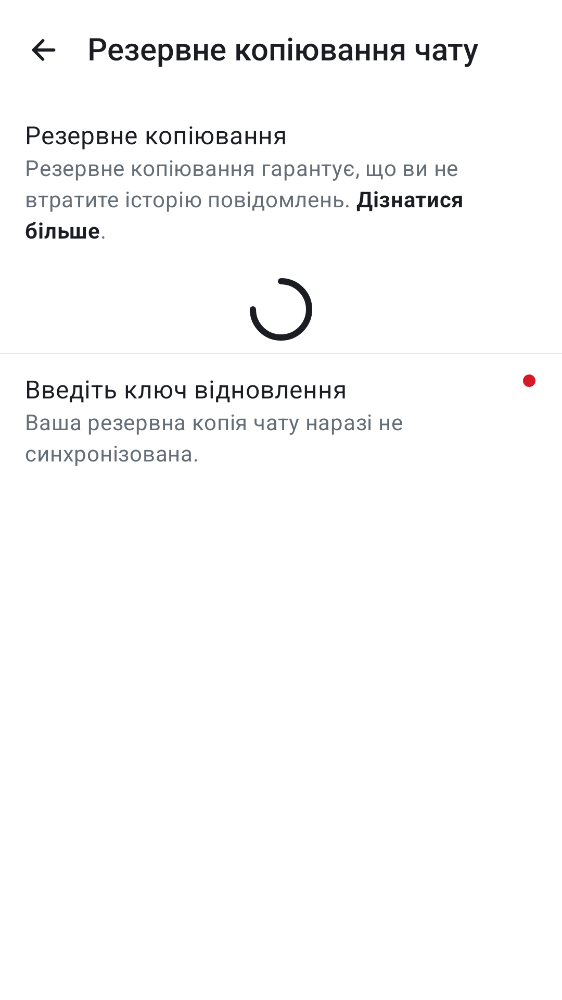 Резервне копіювання чату
Резервне копіювання
Резервне копіювання гарантує, що ви не
втратите історію повідомлень. Дізнатися
більше.
Введіть ключ відновлення
Ваша резервна копія чату наразі не
синхронізована.